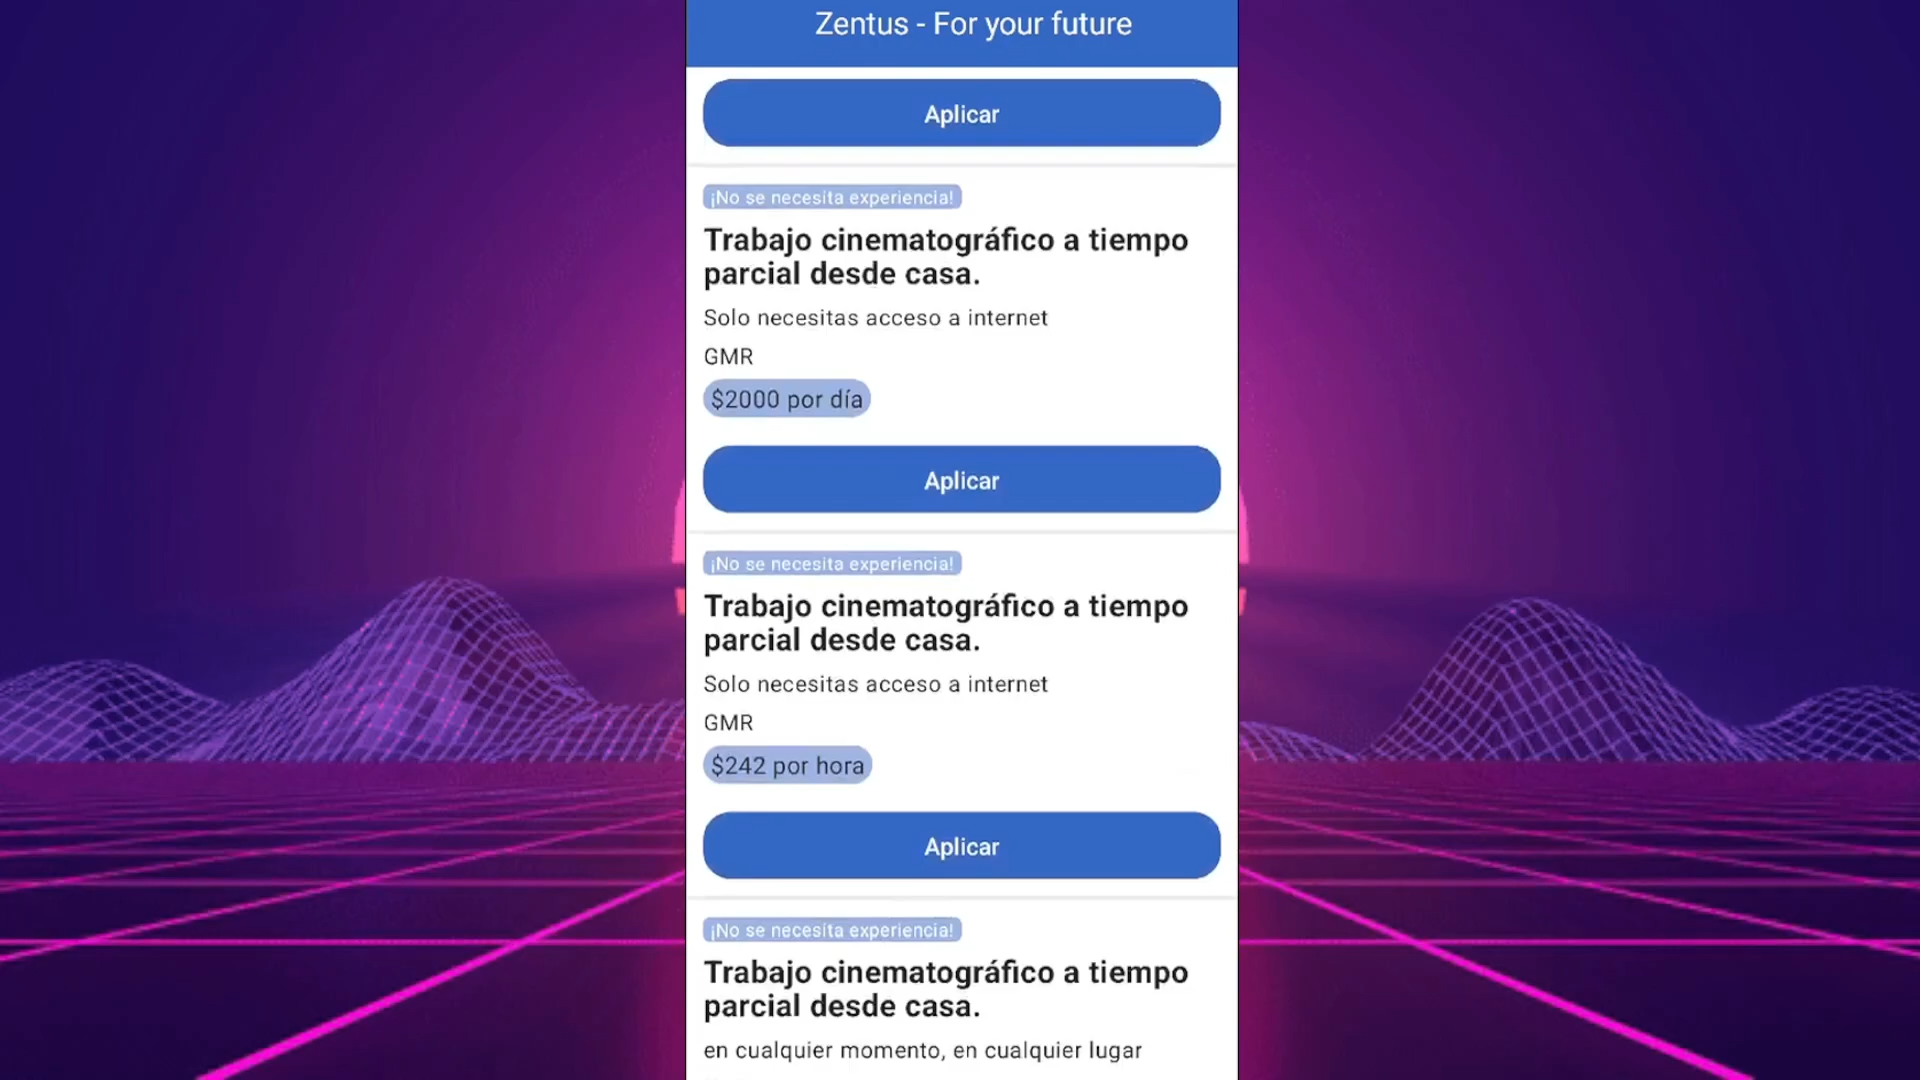 Zentus - For your future
Aplicar
¡No se necesita experiencia!
Trabajo cinematográfico a tiempo
parcial desde casa.
Solo necesitas acceso a internet
GMR
$2000 por día
Aplicar
¡No se necesita experiencia!
Trabajo cinematográfico a tiempo
parcial desde casa.
Solo necesitas acceso a internet
GMR
$242 por hora
Aplicar
¡No se necesita experiencia!
Trabajo cinematográfico a tiempo
parcial desde casa.
en cualquier momento, en cualquier lugar